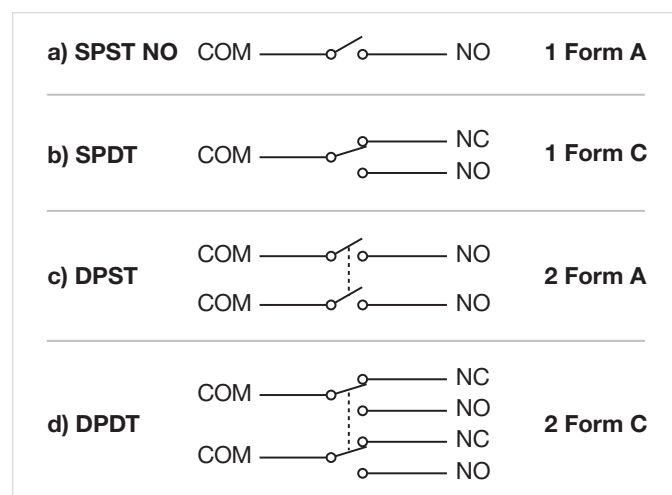 a) SPST NO COM NO 1 Form A
b) SPDT COM NC NO 1 Form C
c) DPST COM NO COM NO 2 Form A
d) DPDT COM NC NO COM NC NO 2 Form C